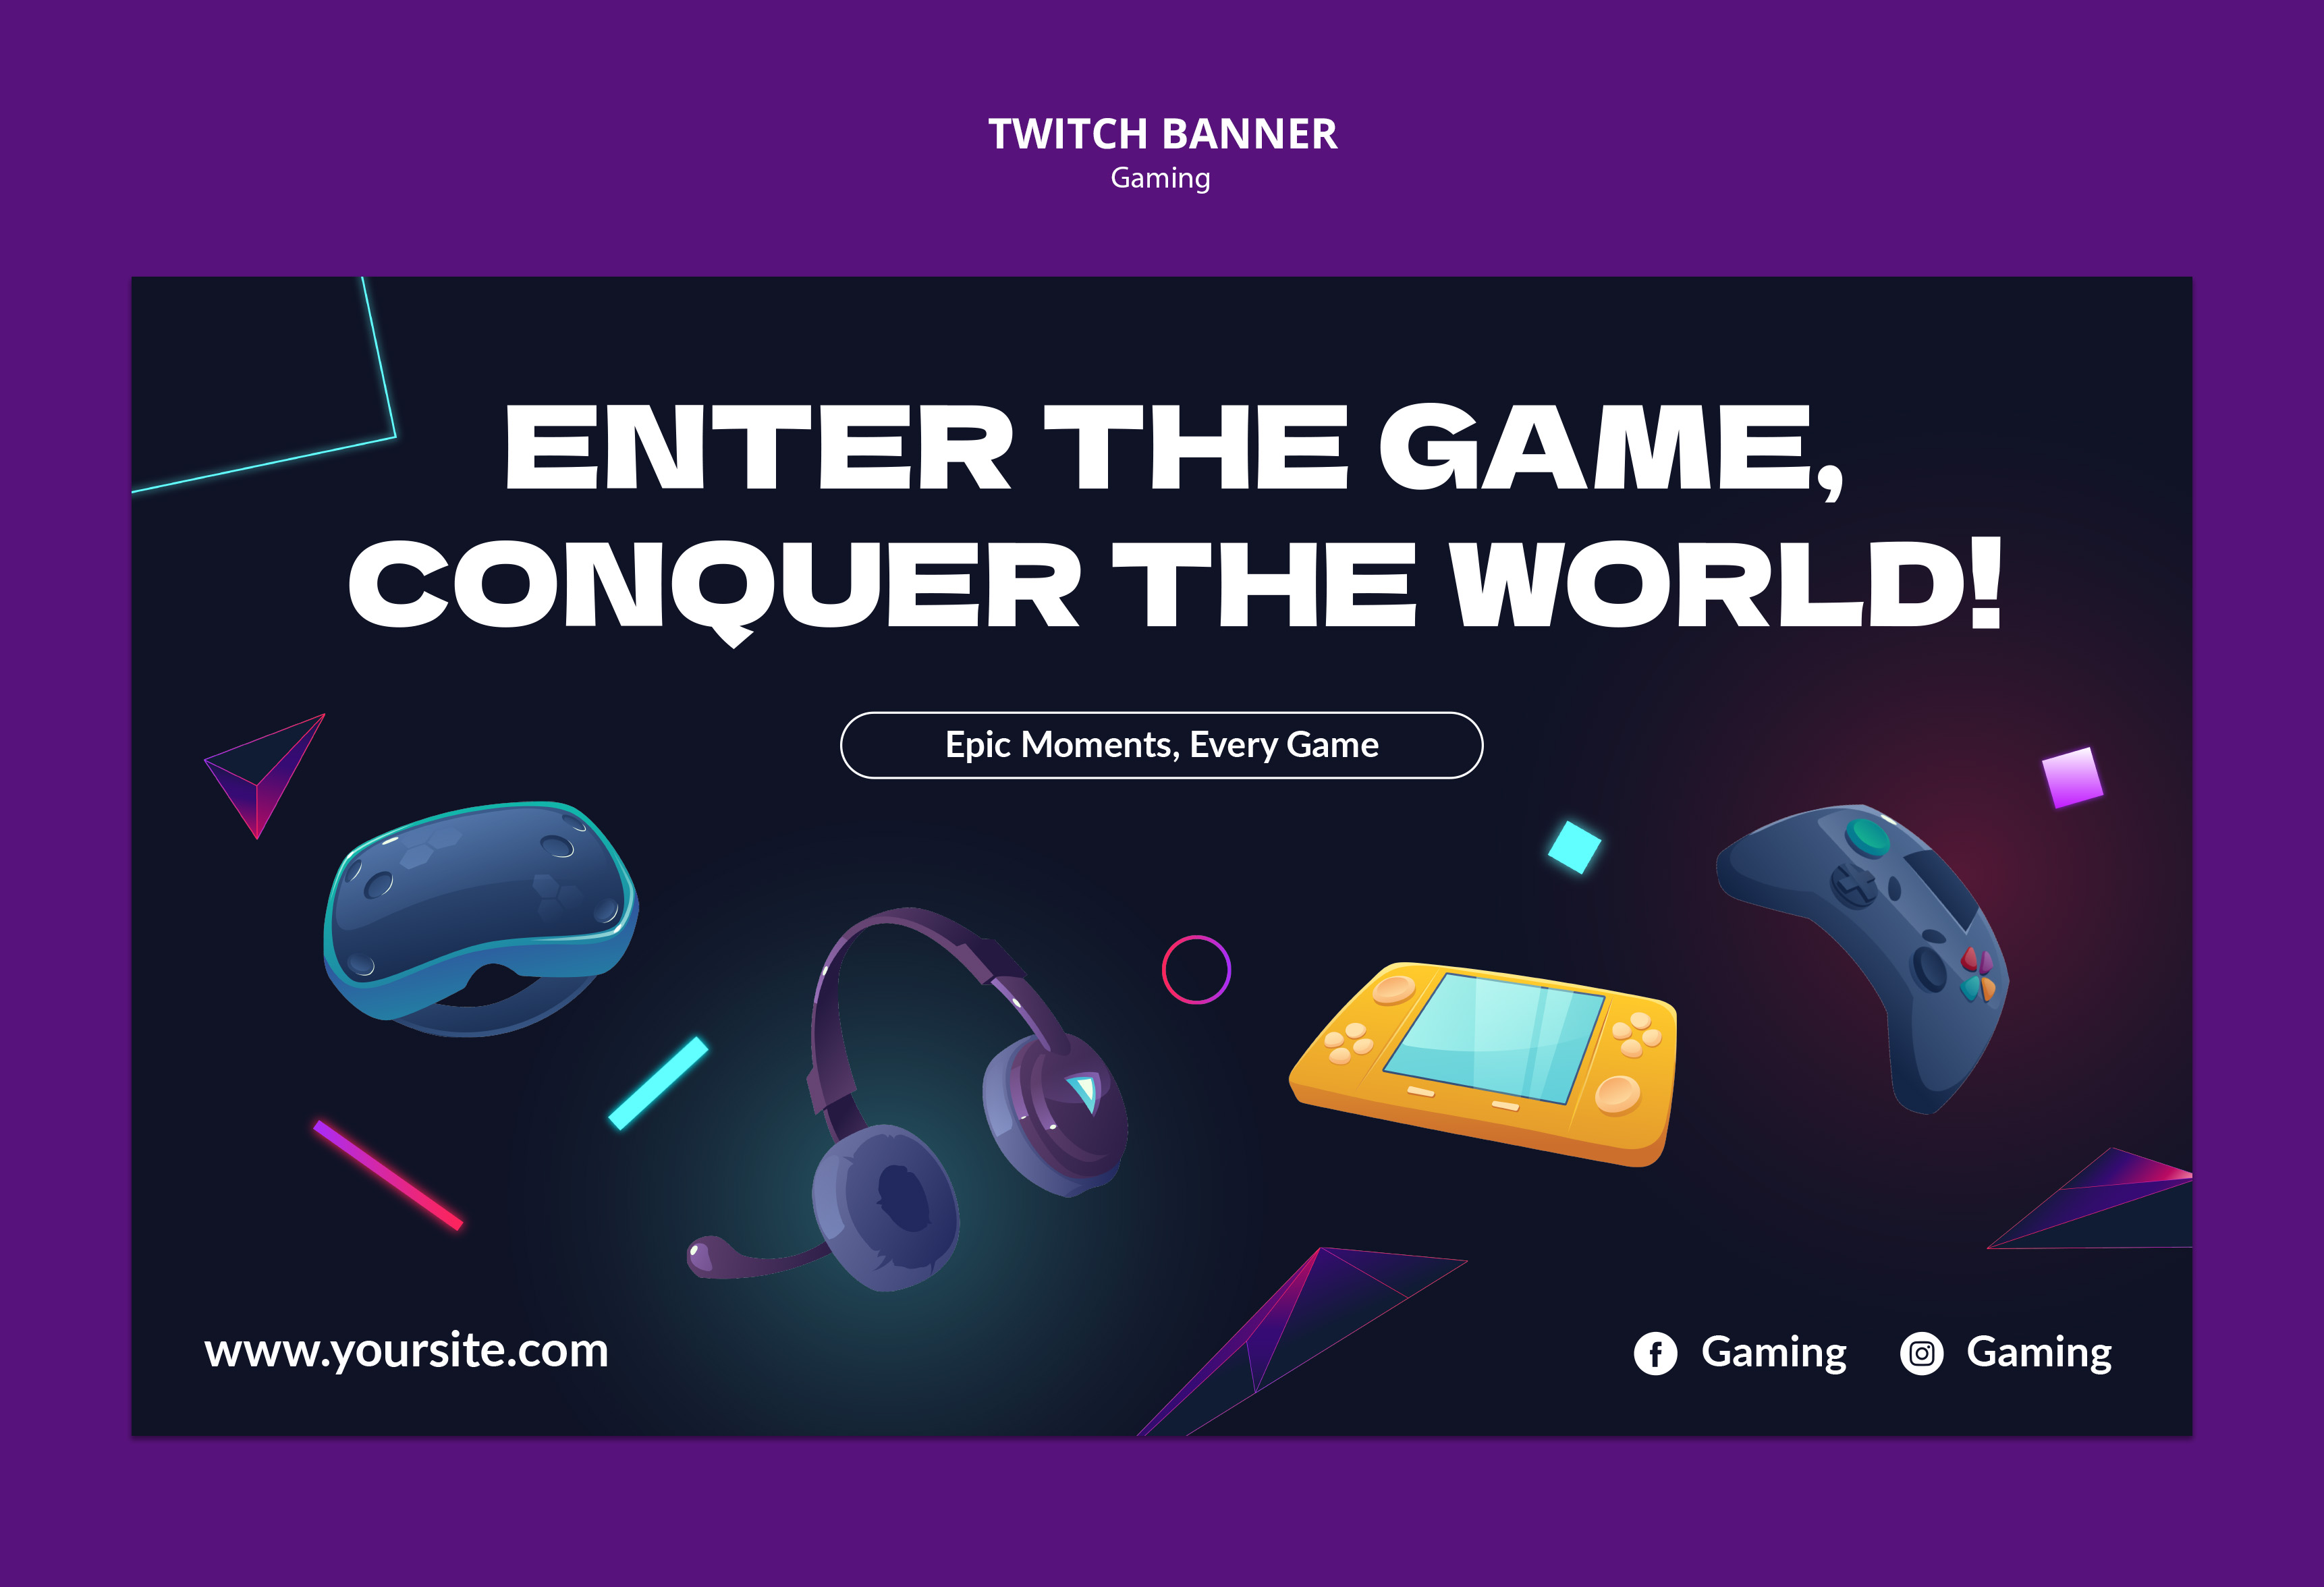 TWITCH BANNER
Gaming
ENTER THE GAME,
CONQUER THE WORLD!
Epic Moments, Every Game
www.yoursite.com
Gaming
Gaming